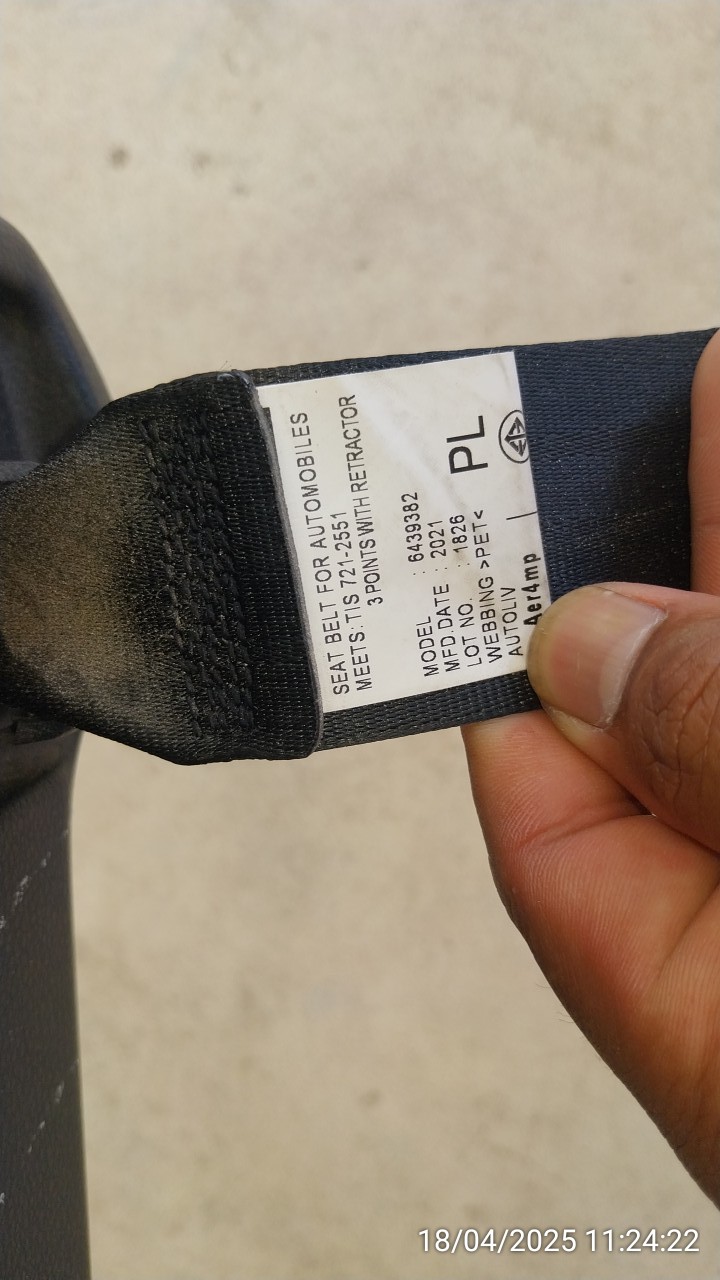 SEAT BELT FOR AUTOMOBILES
MEETS: TIS 721-2551
3 POINTS WITH RETRACTOR
MODEL : 6439382
MFD.DATE : 2021
LOT NO. : 1826
WEBBING >PET<
AUTOLIV
4er4mp
PL
18/04/2025 11:24:22